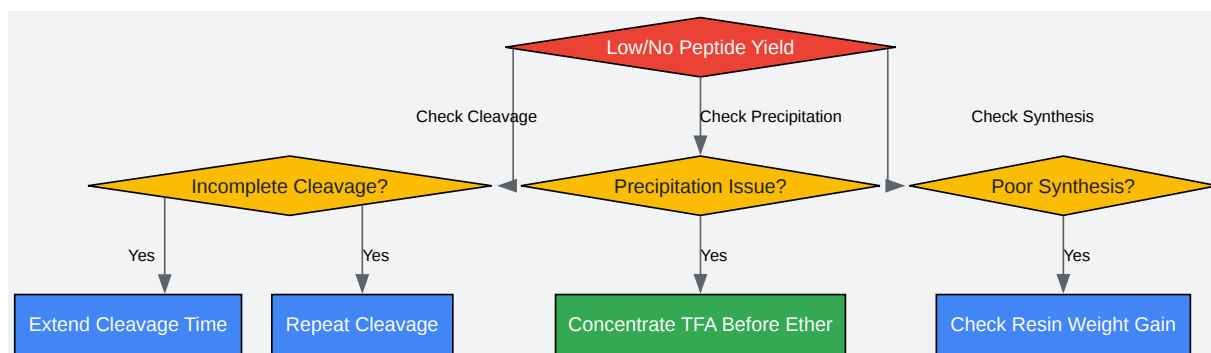 Low/No Peptide Yield
Check Cleavage
Check Precipitation
Check Synthesis
Incomplete Cleavage?
Precipitation Issue?
Poor Synthesis?
Yes
Yes
Yes
Yes
Extend Cleavage Time
Repeat Cleavage
Concentrate TFA Before Ether
Check Resin Weight Gain